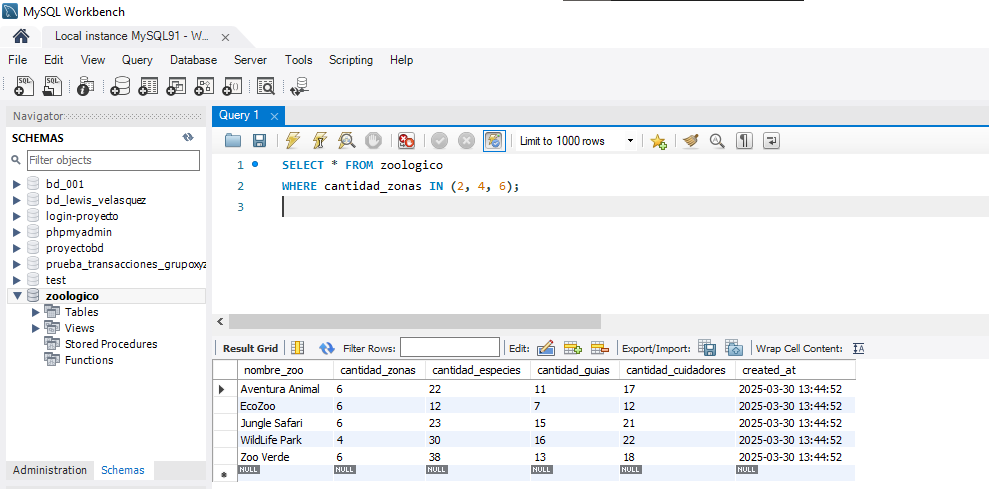 MySQL Workbench
Local instance MySQL91 - W... ×
File Edit View Query Database Server Tools Scripting Help
Navigator
SCHEMAS
Filter objects
bd_001
bd_lewis_velasquez
login-proyecto
phpmyadmin
proyectobd
prueba_transacciones_grupoxyz
test
zoologico
Tables
Views
Stored Procedures
Functions
Administration Schemas
Query 1 ×
Limit to 1000 rows
1 SELECT * FROM zoologico
2 WHERE cantidad_zonas IN (2, 4, 6);
3
Result Grid Filter Rows: Edit: Export/Import: Wrap Cell Content:
nombre_zoo cantidad_zonas cantidad_especies cantidad_guias cantidad_cuidadores created_at
Aventura Animal 6 22 11 17 2025-03-30 13:44:52
EcoZoo 6 12 7 12 2025-03-30 13:44:52
Jungle Safari 6 23 15 21 2025-03-30 13:44:52
WildLife Park 4 30 16 22 2025-03-30 13:44:52
Zoo Verde 6 38 13 18 2025-03-30 13:44:52
NULL NULL NULL NULL NULL NULL